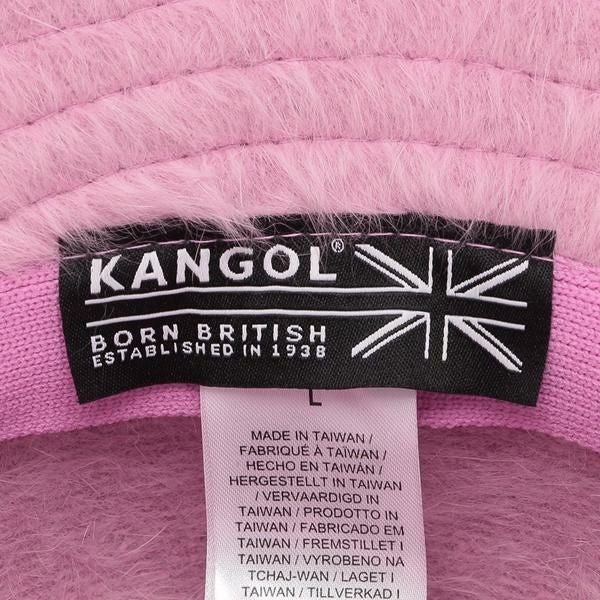 KANGOL®
BORN BRITISH
ESTABLISHED IN 1938
L
MADE IN TAIWAN /
FABRIQUÉ À TAÏWAN /
HECHO EN TAIWÁN /
HERGESTELLT IN TAIWAN
/ VERVAARDIGD IN
TAIWAN / PRODOTTO IN
TAIWAN / FABRICADO EM
TAIWAN / FREMSTILLET I
TAIWAN / VYROBENO NA
TCHAJ-WAN / LAGET I
TAIWAN / TILLVERKAD I